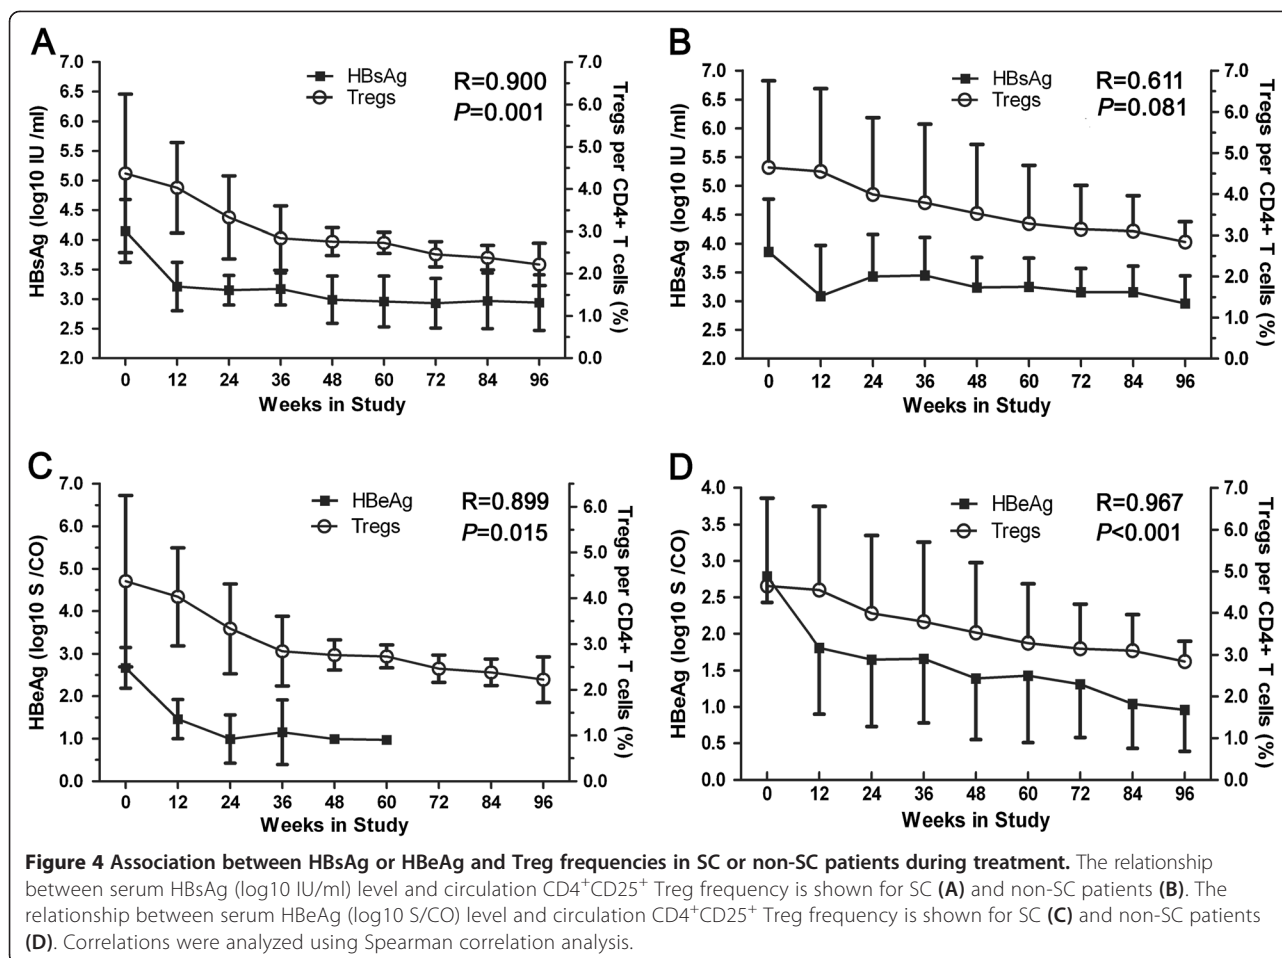 A
HBsAg
Tregs
R=0.900
P=0.001
HBsAg (log10 IU /ml)
7.0
6.5
6.0
5.5
5.0
4.5
4.0
3.5
3.0
2.5
2.0
Tregs per CD4+ T cells (%)
7.0
6.0
5.0
4.0
3.0
2.0
1.0
0.0
0 12 24 36 48 60 72 84 96
Weeks in Study
B
HBsAg
Tregs
R=0.611
P=0.081
HBsAg (log10 IU /ml)
7.0
6.5
6.0
5.5
5.0
4.5
4.0
3.5
3.0
2.5
2.0
Tregs per CD4+ T cells (%)
7.0
6.0
5.0
4.0
3.0
2.0
1.0
0.0
0 12 24 36 48 60 72 84 96
Weeks in Study
C
HBeAg
Tregs
R=0.899
P=0.015
HBeAg (log10 S /CO)
7.0
6.0
5.0
4.0
3.0
2.0
1.0
0.0
Tregs per CD4+ T cells (%)
6.0
5.0
4.0
3.0
2.0
1.0
0.0
0 12 24 36 48 60 72 84 96
Weeks in Study
D
HBeAg
Tregs
R=0.967
P<0.001
HBeAg (log10 S /CO)
4.0
3.5
3.0
2.5
2.0
1.5
1.0
0.5
0.0
Tregs per CD4+ T cells (%)
7.0
6.0
5.0
4.0
3.0
2.0
1.0
0.0
0 12 24 36 48 60 72 84 96
Weeks in Study
Figure 4 Association between HBsAg or HBeAg and Treg frequencies in SC or non-SC patients during treatment. The relationship
between serum HBsAg (log10 IU/ml) level and circulation CD4⁺CD25⁺ Treg frequency is shown for SC (A) and non-SC patients (B). The
relationship between serum HBeAg (log10 S/CO) level and circulation CD4⁺CD25⁺ Treg frequency is shown for SC (C) and non-SC patients
(D). Correlations were analyzed using Spearman correlation analysis.